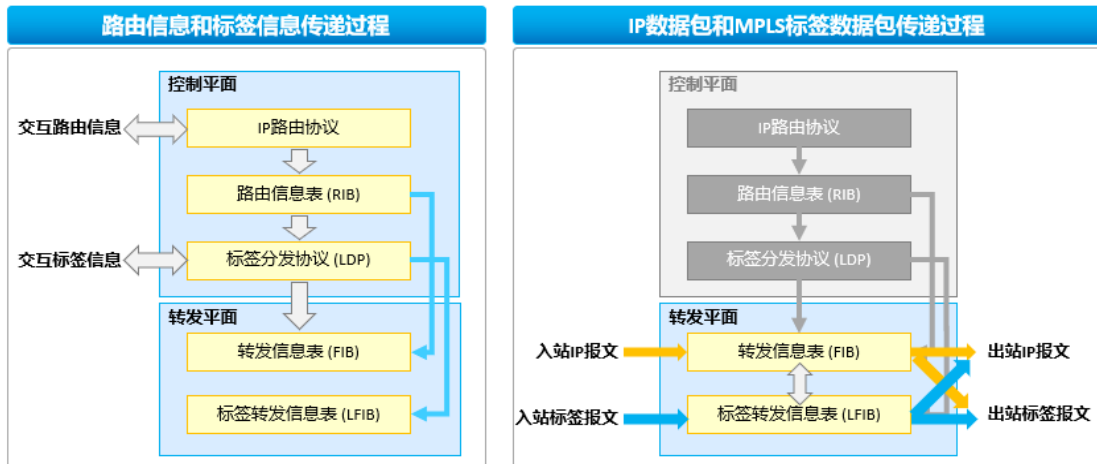 路由信息和标签信息传递过程
控制平面
交互路由信息
IP路由协议
路由信息表 (RIB)
交互标签信息
标签分发协议 (LDP)
转发平面
转发信息表 (FIB)
标签转发信息表 (LFIB)
IP数据包和MPLS标签数据包传递过程
控制平面
IP路由协议
路由信息表 (RIB)
标签分发协议 (LDP)
转发平面
入站IP报文
转发信息表 (FIB)
出站IP报文
入站标签报文
标签转发信息表 (LFIB)
出站标签报文